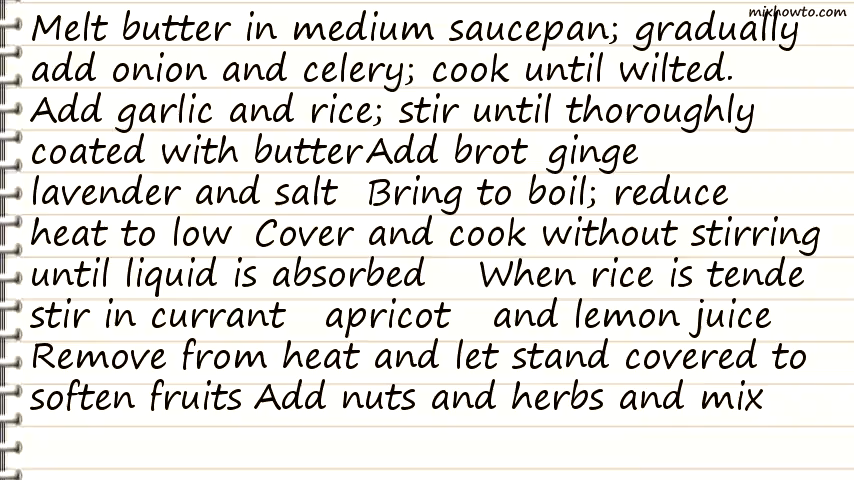 mixhowto.com
Melt butter in medium saucepan; gradually
add onion and celery; cook until wilted.
Add garlic and rice; stir until thoroughly
coated with butterAdd brot ginge
lavender and salt Bring to boil; reduce
heat to low Cover and cook without stirring
until liquid is absorbed When rice is tende
stir in currant apricot and lemon juice
Remove from heat and let stand covered to
soften fruits Add nuts and herbs and mix